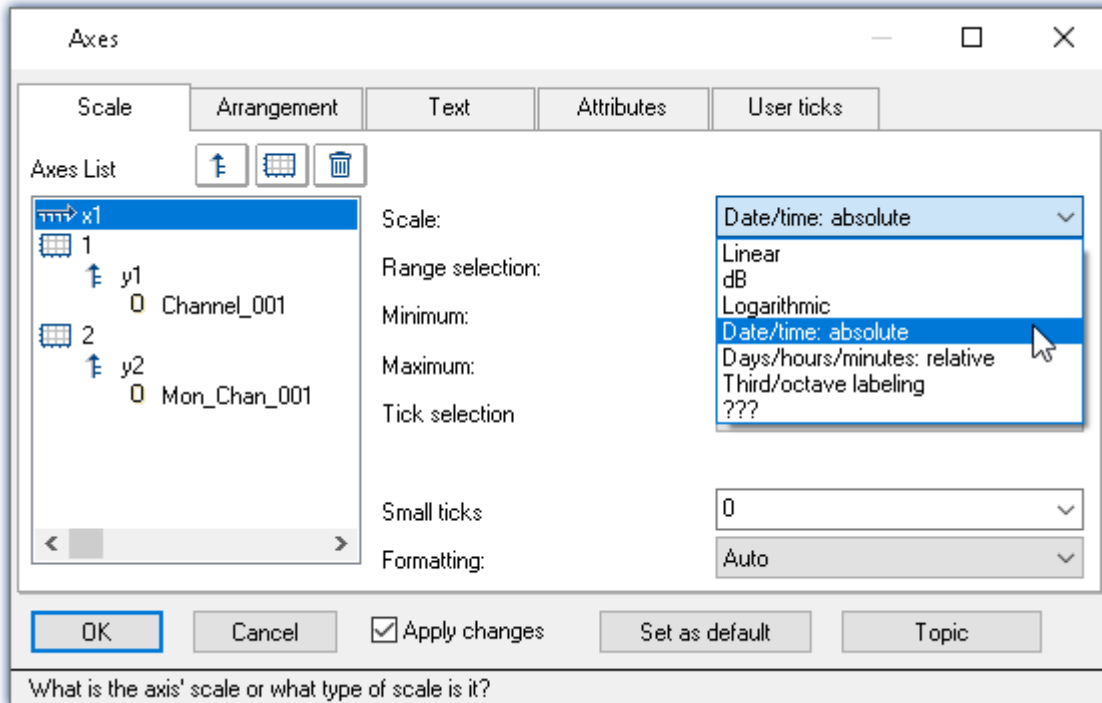 Axes
Scale Arrangement Text Attributes User ticks
Axes List
x1
1
y1
Channel_001
2
y2
Mon_Chan_001
Scale: Date/time: absolute
Range selection:
Minimum:
Maximum:
Tick selection
Linear
dB
Logarithmic
Date/time: absolute
Days/hours/minutes: relative
Third/octave labeling
???
Small ticks 0
Formatting: Auto
OK Cancel Apply changes Set as default Topic
What is the axis' scale or what type of scale is it?